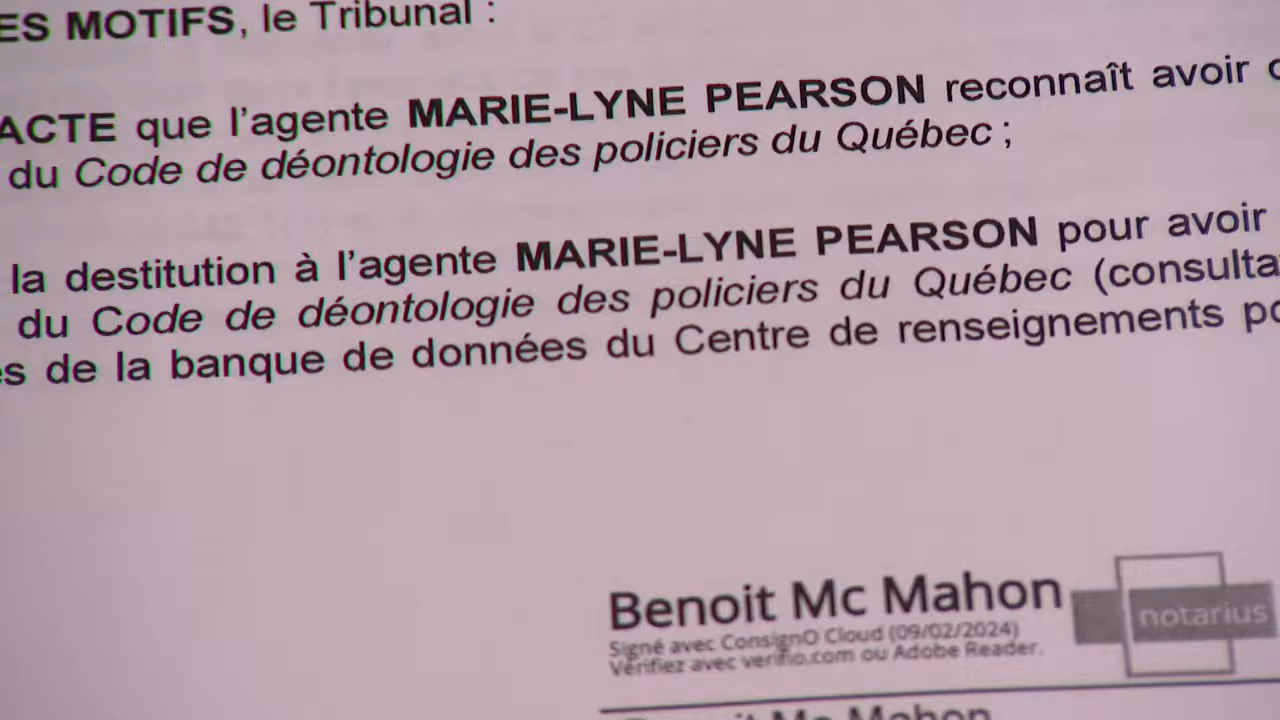 ES MOTIFS, le Tribunal :
ACTE que l'agente MARIE-LYNE PEARSON reconnaît avoir
du Code de déontologie des policiers du Québec ;
la destitution à l'agente MARIE-LYNE PEARSON pour avoir
du Code de déontologie des policiers du Québec (consulta
es de la banque de données du Centre de renseignements po
Benoit Mc Mahon
notarius
Signé avec ConsignO Cloud (09/02/2024)
Vérifiez avec verifio.com ou Adobe Reader.
Benoit Mc Mahon